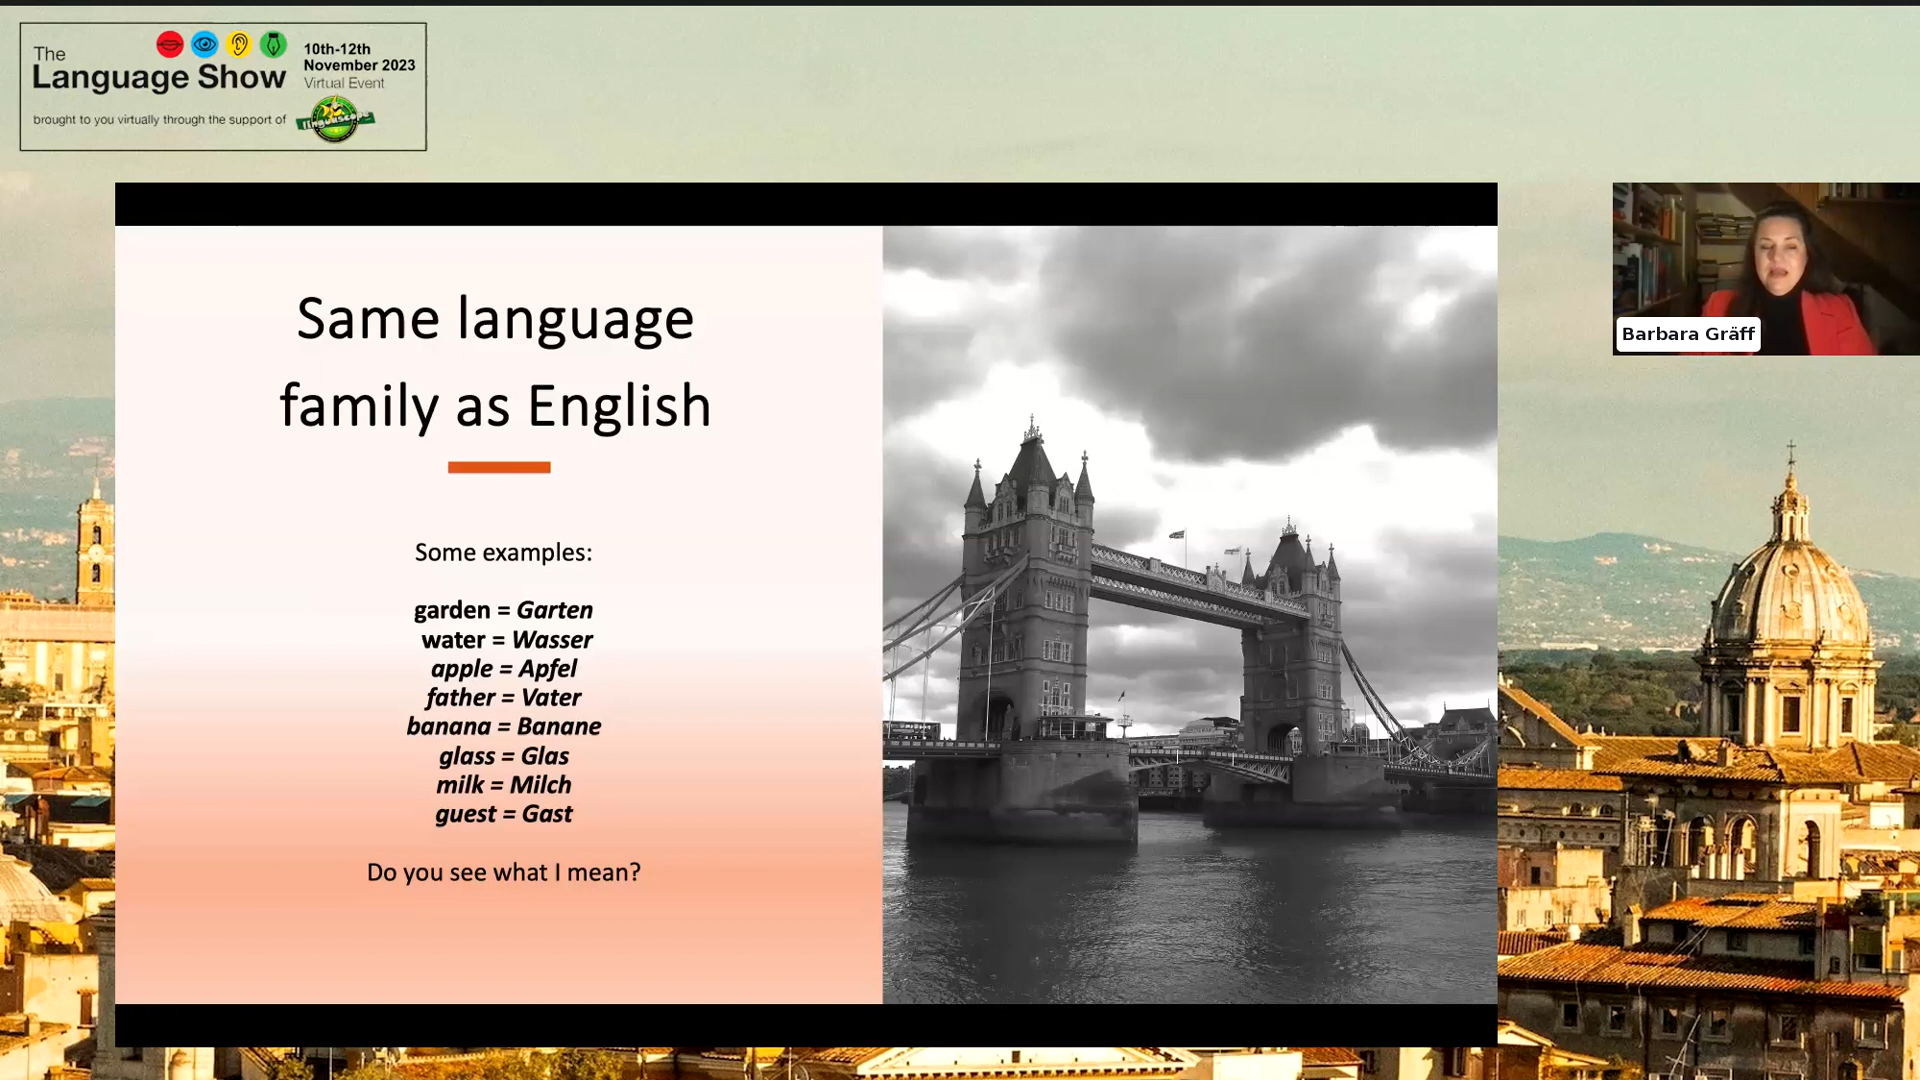 The
Language Show
10th-12th
November 2023
Virtual Event
brought to you virtually through the support of
linguascope
Same language
family as English
Some examples:
garden = Garten
water = Wasser
apple = Apfel
father = Vater
banana = Banane
glass = Glas
milk = Milch
guest = Gast
Do you see what I mean?
Barbara Gräff